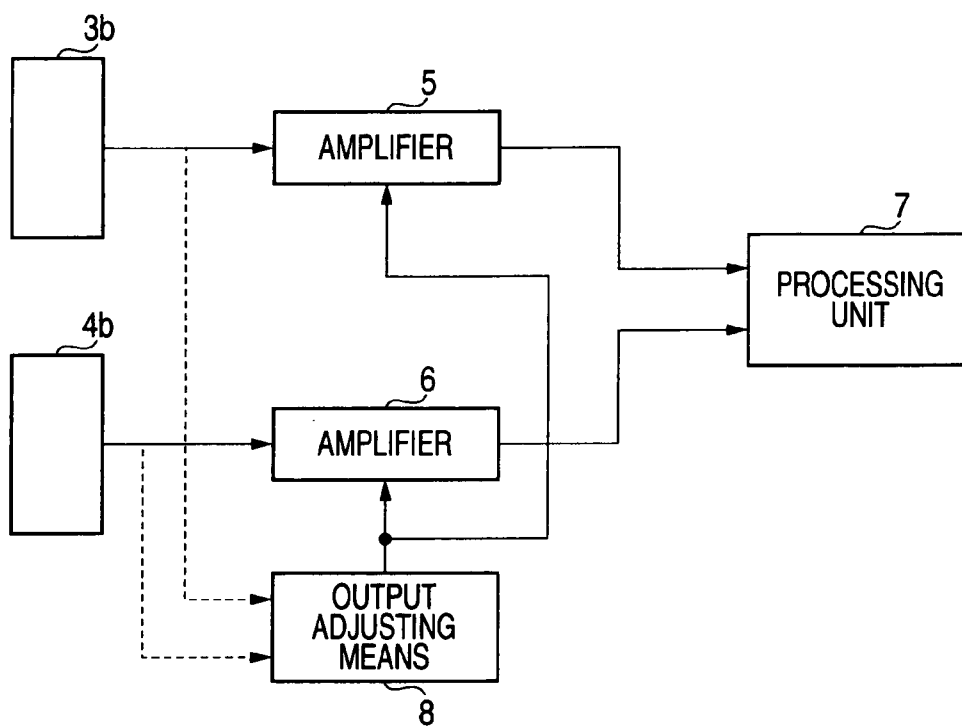 3b
5
AMPLIFIER
7
PROCESSING
UNIT
4b
6
AMPLIFIER
OUTPUT
ADJUSTING
MEANS
8